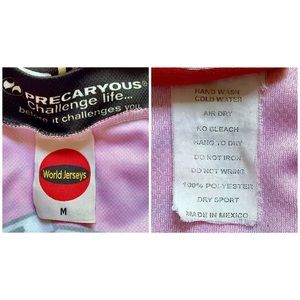 PRECARYOUS®
Challenge life...
before it challenges you
World Jerseys
M
HAND WASH
COLD WATER
AIR DRY
NO BLEACH
HANG TO DRY
DO NOT IRON
DO NOT WRING
100% POLYESTER
DRY SPORT
MADE IN MEXICO